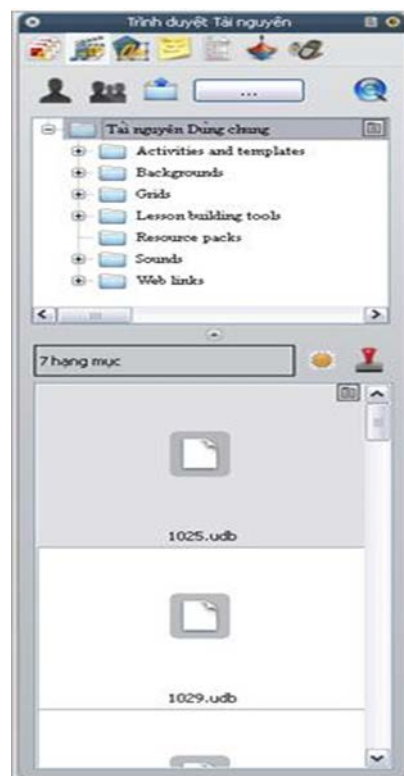 Trình duyệt Tài nguyên
...
Tài nguyên Dùng chung
Activities and templates
Backgrounds
Grids
Lesson building tools
Resource packs
Sounds
Web links
7 hạng mục
1025.udb
1029.udb